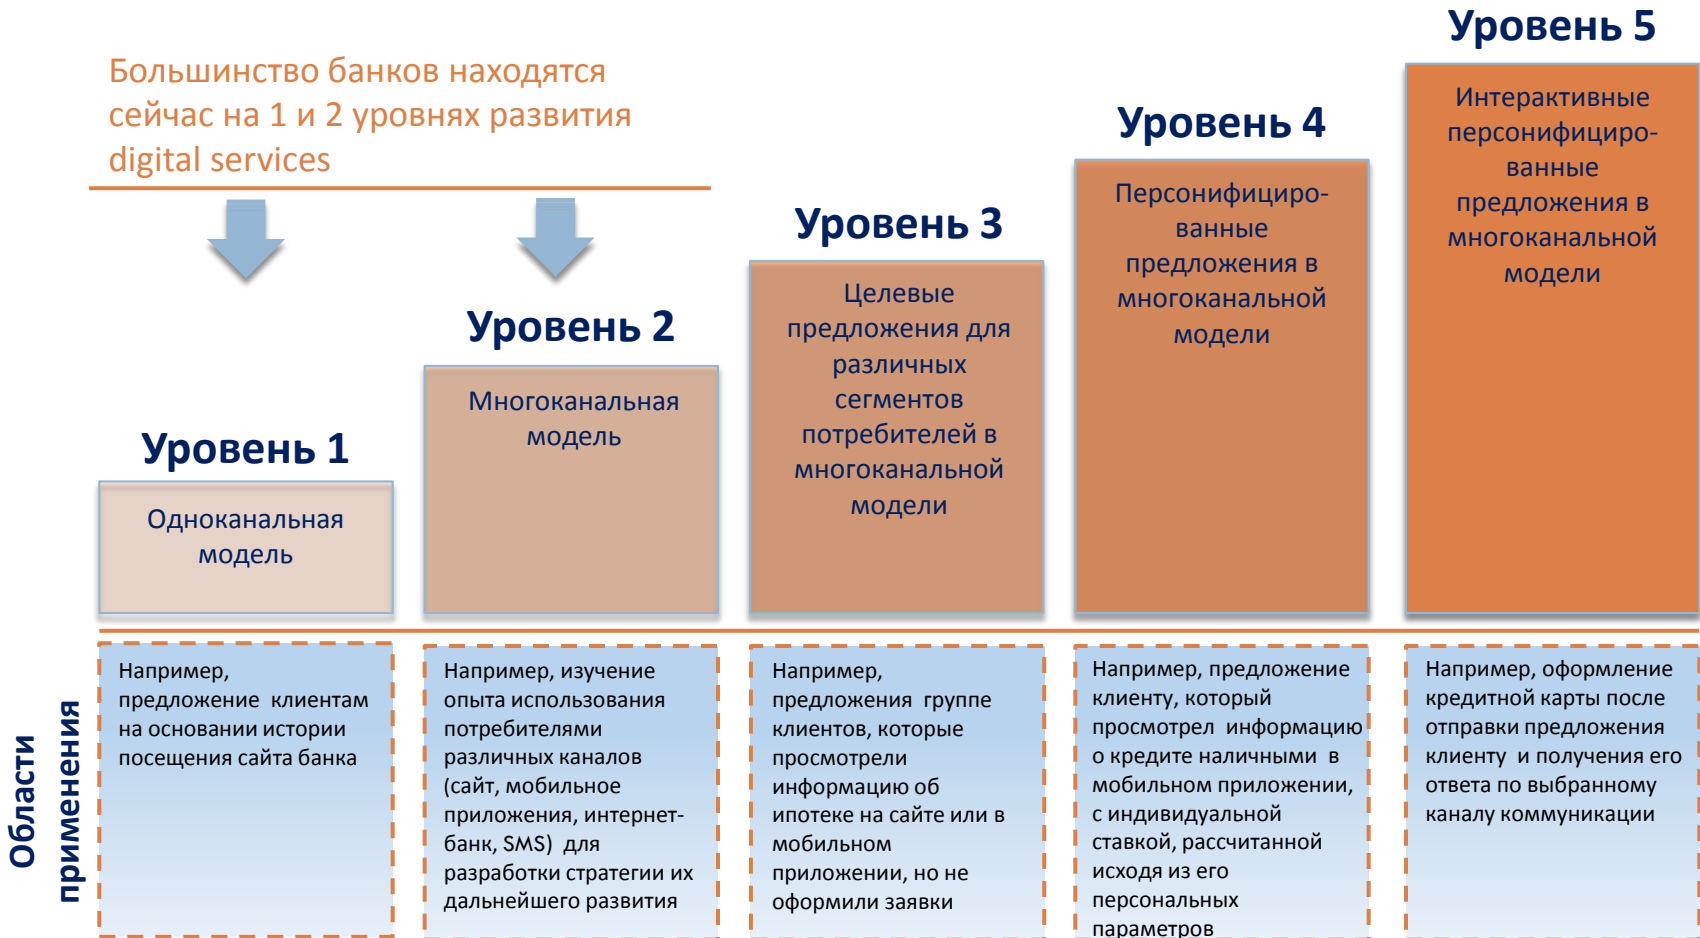 Большинство банков находятся
сейчас на 1 и 2 уровнях развития
digital services
Уровень 1
Одноканальная
модель
Уровень 2
Многоканальная
модель
Уровень 3
Целевые
предложения для
различных
сегментов
потребителей в
многоканальной
модели
Уровень 4
Персонифициро-
ванные
предложения в
многоканальной
модели
Уровень 5
Интерактивные
персонифициро-
ванные
предложения в
многоканальной
модели
Области
применения
Например,
предложение клиентам
на основании истории
посещения сайта банка
Например, изучение
опыта использования
потребителями
различных каналов
(сайт, мобильное
приложения, интернет-
банк, SMS) для
разработки стратегии их
дальнейшего развития
Например,
предложения группе
клиентов, которые
просмотрели
информацию об
ипотеке на сайте или в
мобильном
приложении, но не
оформили заявки
Например, предложение
клиенту, который
просмотрел информацию
о кредите наличными в
мобильном приложении,
с индивидуальной
ставкой, рассчитанной
исходя из его
персональных
параметров
Например, оформление
кредитной карты после
отправки предложения
клиенту и получения его
ответа по выбранному
каналу коммуникации